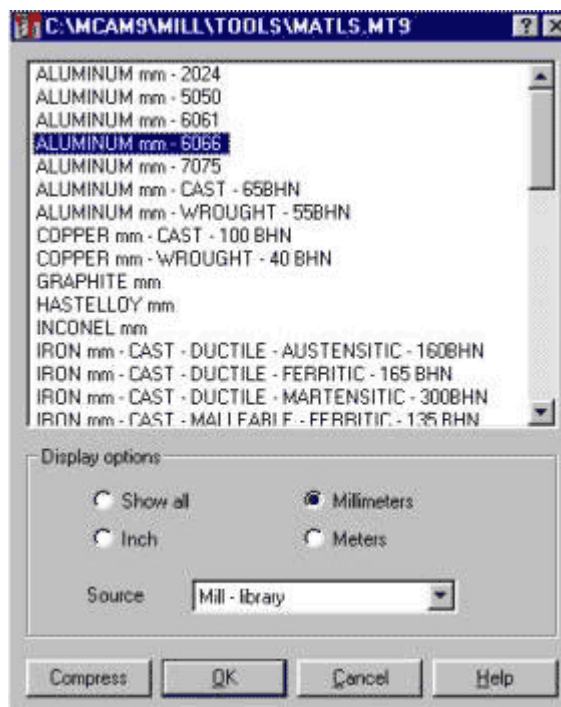 C:\MCAM9\MILL\TOOLS\MATLS.MT9
ALUMINUM mm - 2024
ALUMINUM mm - 5050
ALUMINUM mm - 6061
ALUMINUM mm - 6066
ALUMINUM mm - 7075
ALUMINUM mm - CAST - 65BHN
ALUMINUM mm - WROUGHT - 55BHN
COPPER mm - CAST - 100 BHN
COPPER mm - WROUGHT - 40 BHN
GRAPHITE mm
HASTELLOY mm
INCONEL mm
IRON mm - CAST - DUCTILE - AUSTENSITIC - 160BHN
IRON mm - CAST - DUCTILE - FERRITIC - 165 BHN
IRON mm - CAST - DUCTILE - MARTENSITIC - 300BHN
IRON mm - CAST - MALLEABLE - FERRITIC - 135 BHN
Display options
Show all Millimeters
Inch Meters
Source Mill - library
Compress OK Cancel Help